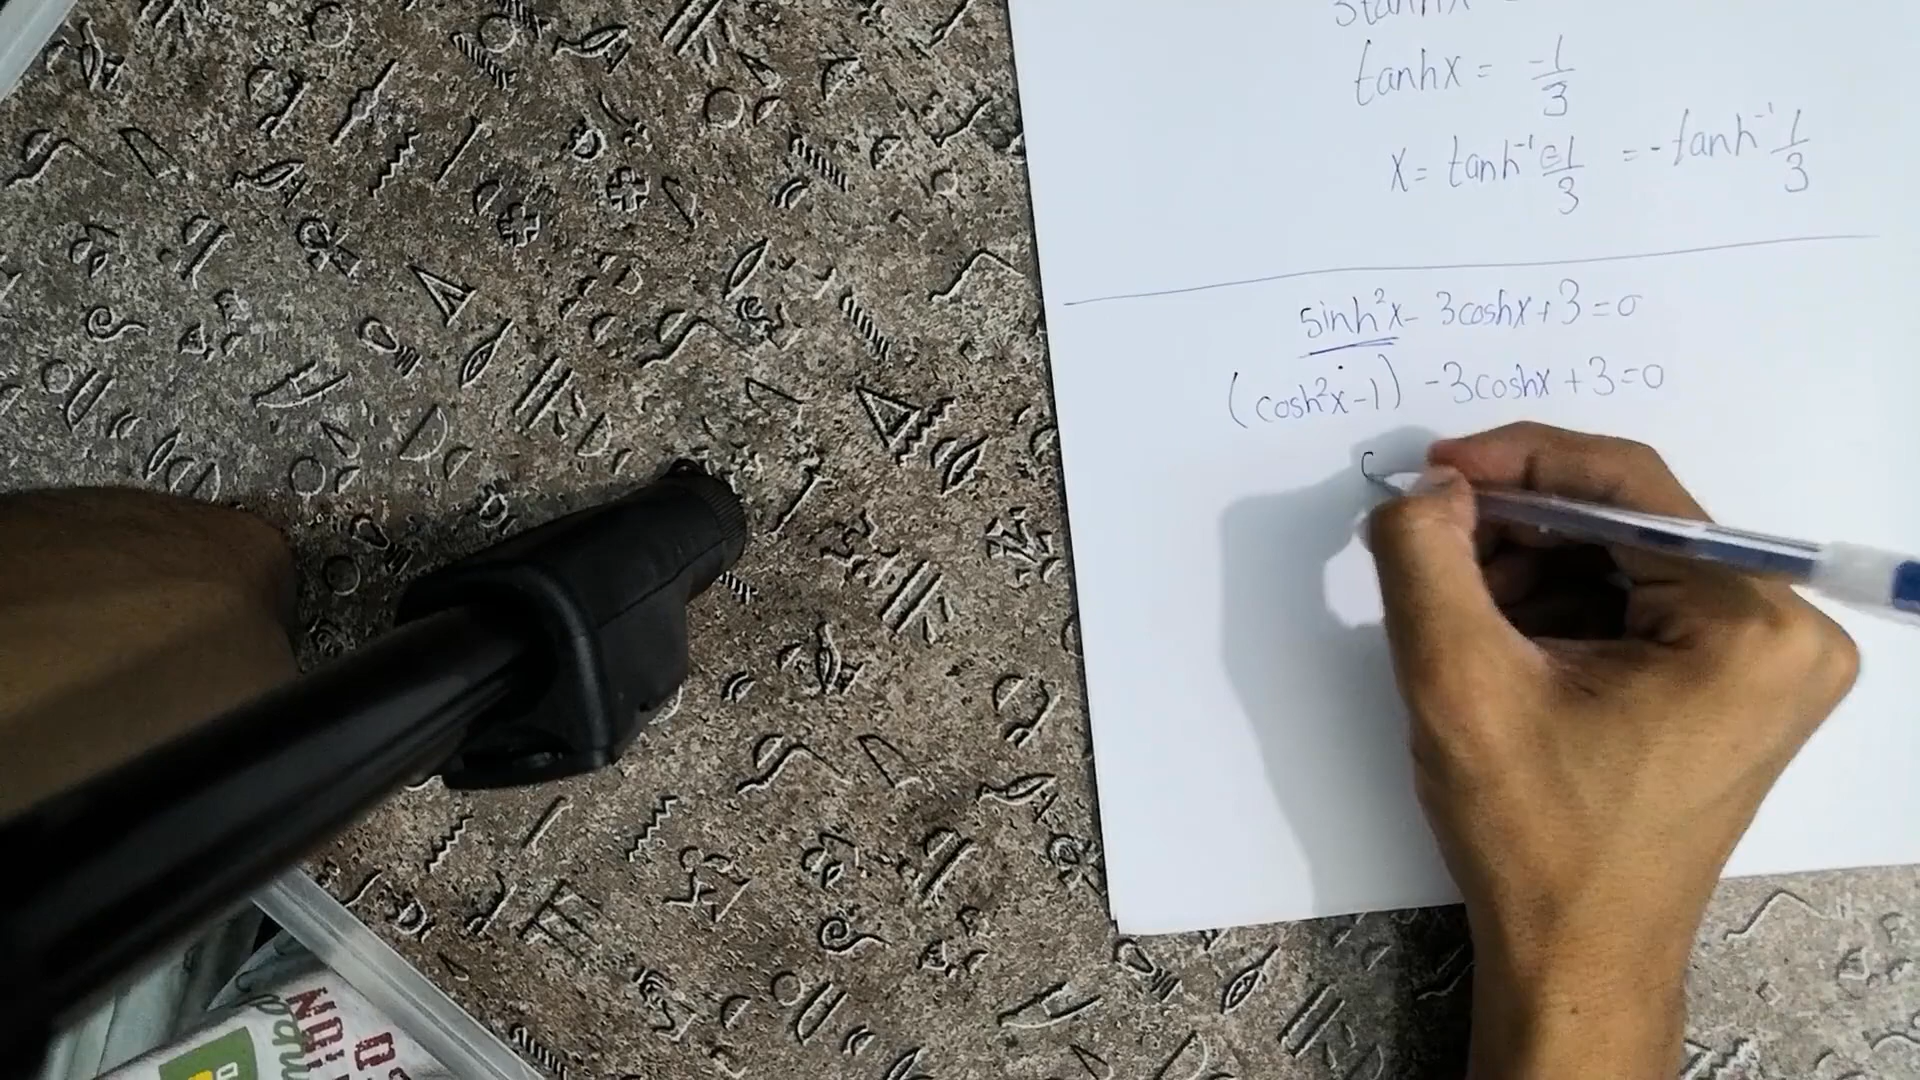 tanhx = -1/3
x = tanh⁻¹ -1/3 = -tanh⁻¹ 1/3
sinh²x - 3coshx + 3 = 0
(cosh²x - 1) - 3coshx + 3 = 0